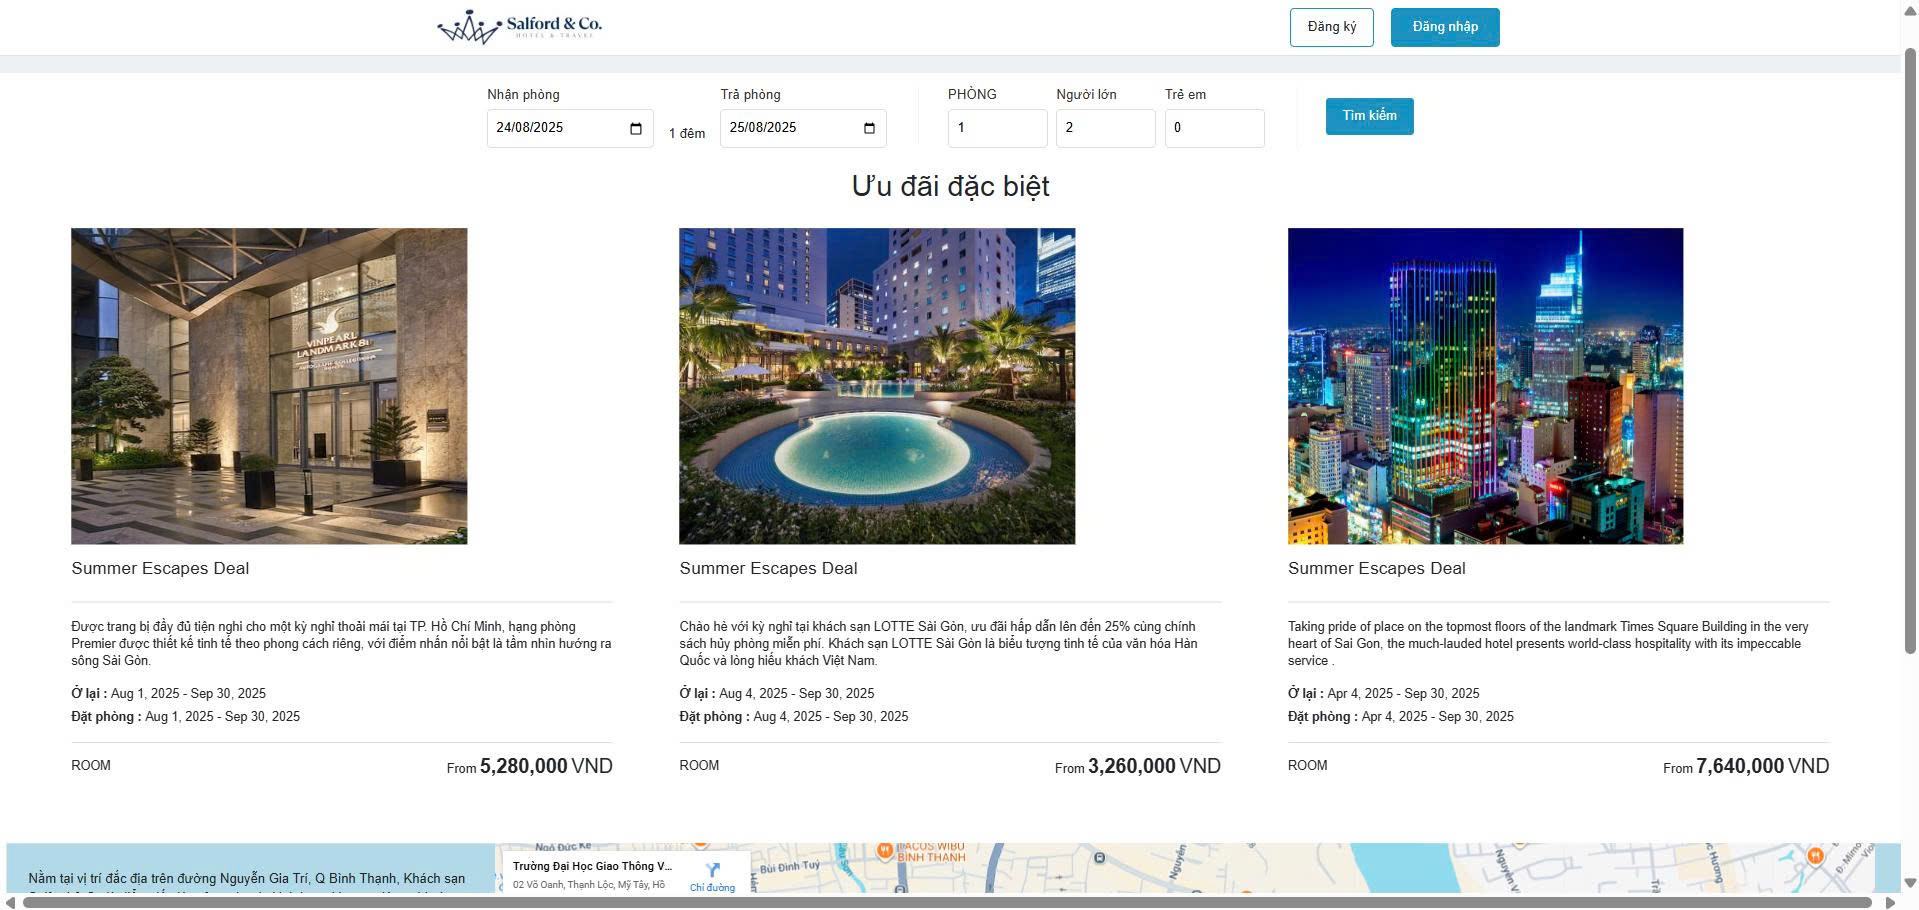 Salford & Co.
HOTEL & TRAVEL
Đăng ký
Đăng nhập
Nhận phòng
Trả phòng
PHÒNG
Người lớn
Trẻ em
24/08/2025
1 đêm
25/08/2025
1
2
0
Tìm kiếm
Ưu đãi đặc biệt
VINPEARL
LANDMARK 81
AUTOGRAPH COLLECTION
Summer Escapes Deal
Được trang bị đầy đủ tiện nghi cho một kỳ nghỉ thoải mái tại TP. Hồ Chí Minh, hạng phòng
Premier được thiết kế tinh tế theo phong cách riêng, với điểm nhấn nổi bật là tầm nhìn hướng ra
sông Sài Gòn.
Ở lại : Aug 1, 2025 - Sep 30, 2025
Đặt phòng : Aug 1, 2025 - Sep 30, 2025
ROOM
From 5,280,000 VND
Summer Escapes Deal
Chào hè với kỳ nghỉ tại khách sạn LOTTE Sài Gòn, ưu đãi hấp dẫn lên đến 25% cùng chính
sách hủy phòng miễn phí. Khách sạn LOTTE Sài Gòn là biểu tượng tinh tế của văn hóa Hàn
Quốc và lòng hiếu khách Việt Nam.
Ở lại : Aug 4, 2025 - Sep 30, 2025
Đặt phòng : Aug 4, 2025 - Sep 30, 2025
ROOM
From 3,260,000 VND
Summer Escapes Deal
Taking pride of place on the topmost floors of the landmark Times Square Building in the very
heart of Sai Gon, the much-lauded hotel presents world-class hospitality with its impeccable
service .
Ở lại : Apr 4, 2025 - Sep 30, 2025
Đặt phòng : Apr 4, 2025 - Sep 30, 2025
ROOM
From 7,640,000 VND
Nằm tại vị trí đắc địa trên đường Nguyễn Gia Trí, Q Bình Thạnh, Khách sạn
Ngô Đức Kế
Trường Đại Học Giao Thông V...
02 Võ Oanh, Thạnh Lộc, Mỹ Tây, Hồ
Chỉ đường
Bùi Đình Tuý
TACOS WIBU
BÌNH THẠNH
Nguyễn